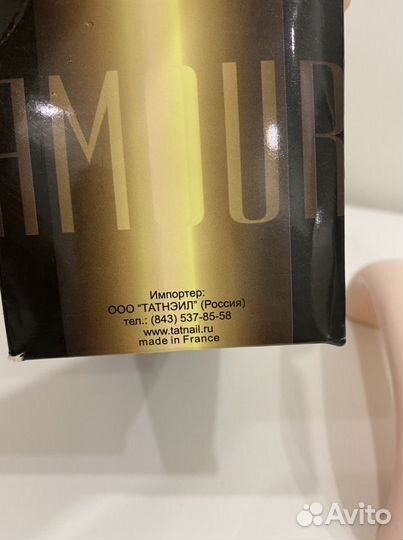 AMOUR
Импортер:
ООО "ТАТНЭИЛ" (Россия)
тел.: (843) 537-85-58
www.tatnail.ru
made in France
Avito